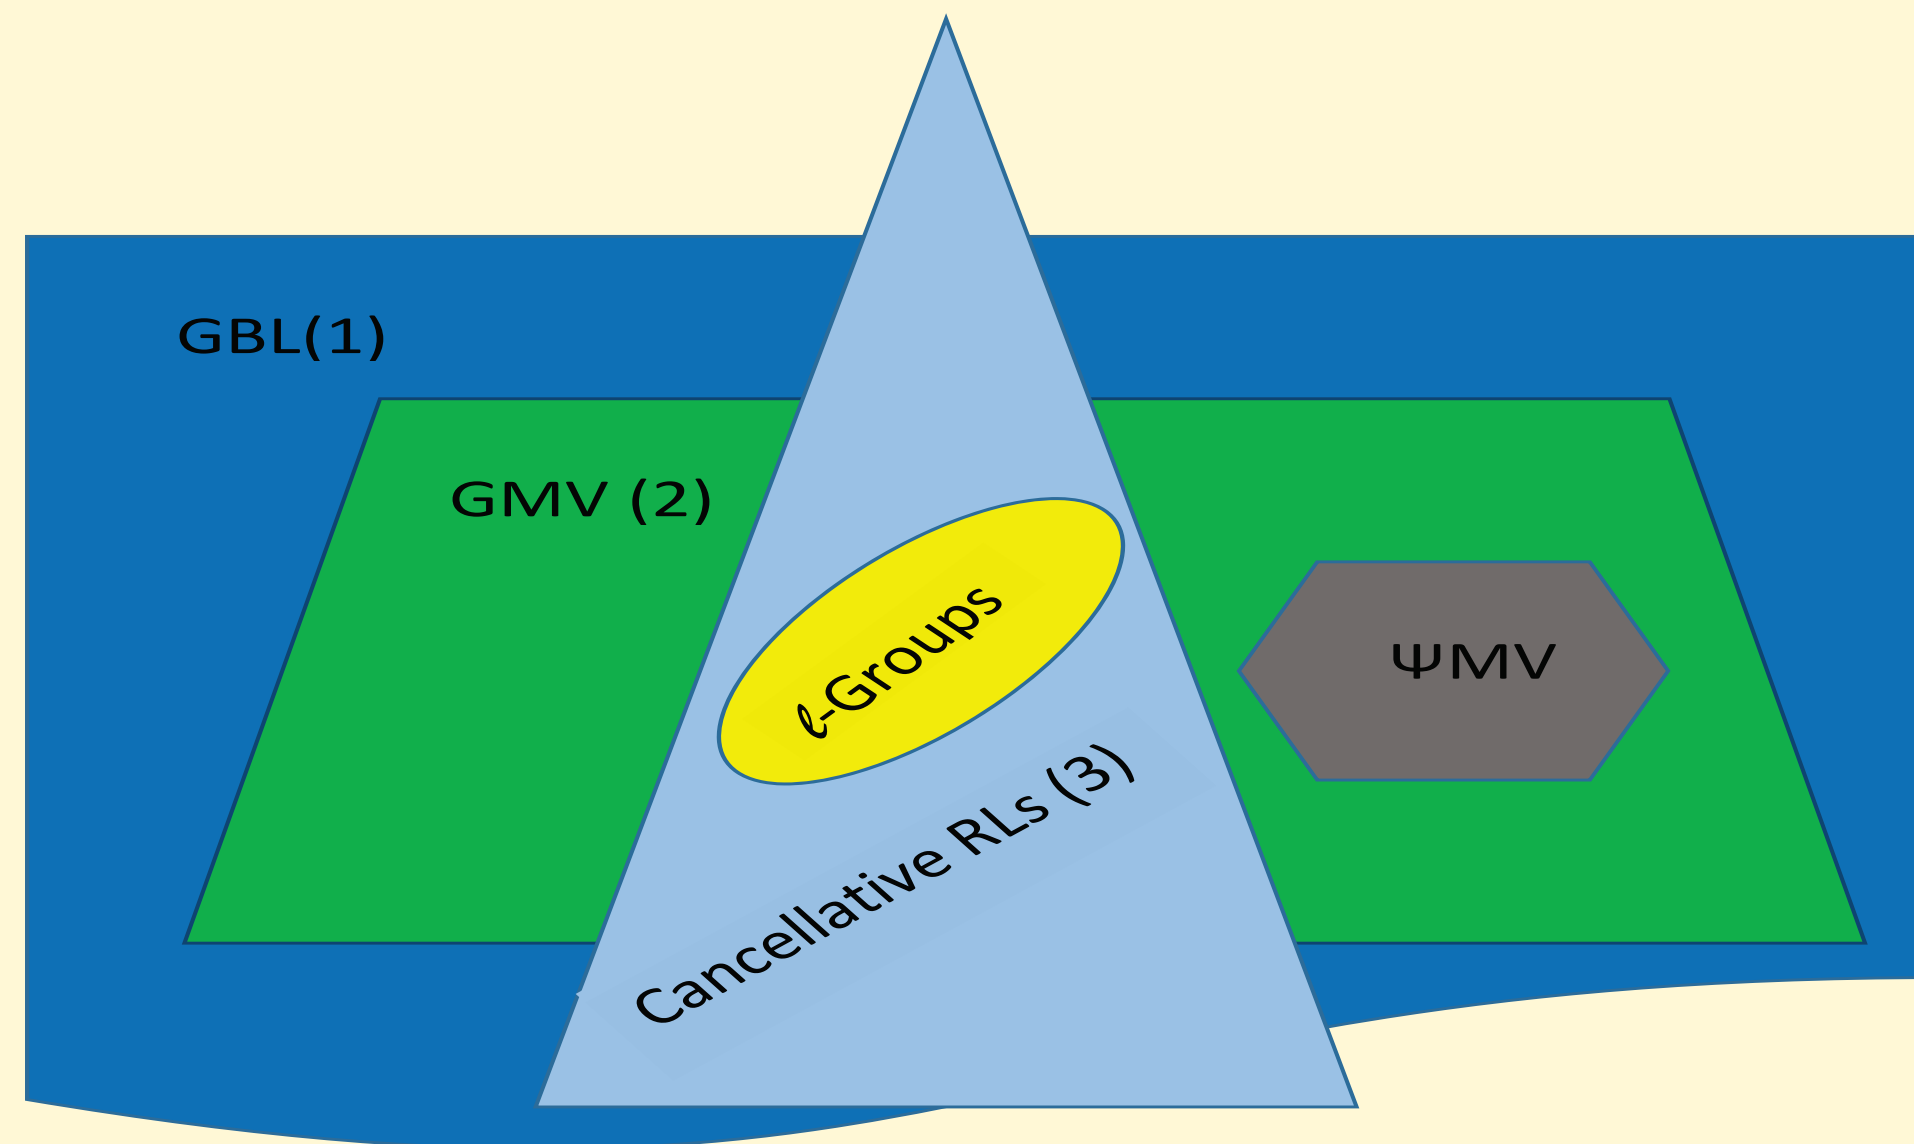 GBL(1)
GMV (2)
ℓ-Groups
ΨMV
Cancellative RLs (3)